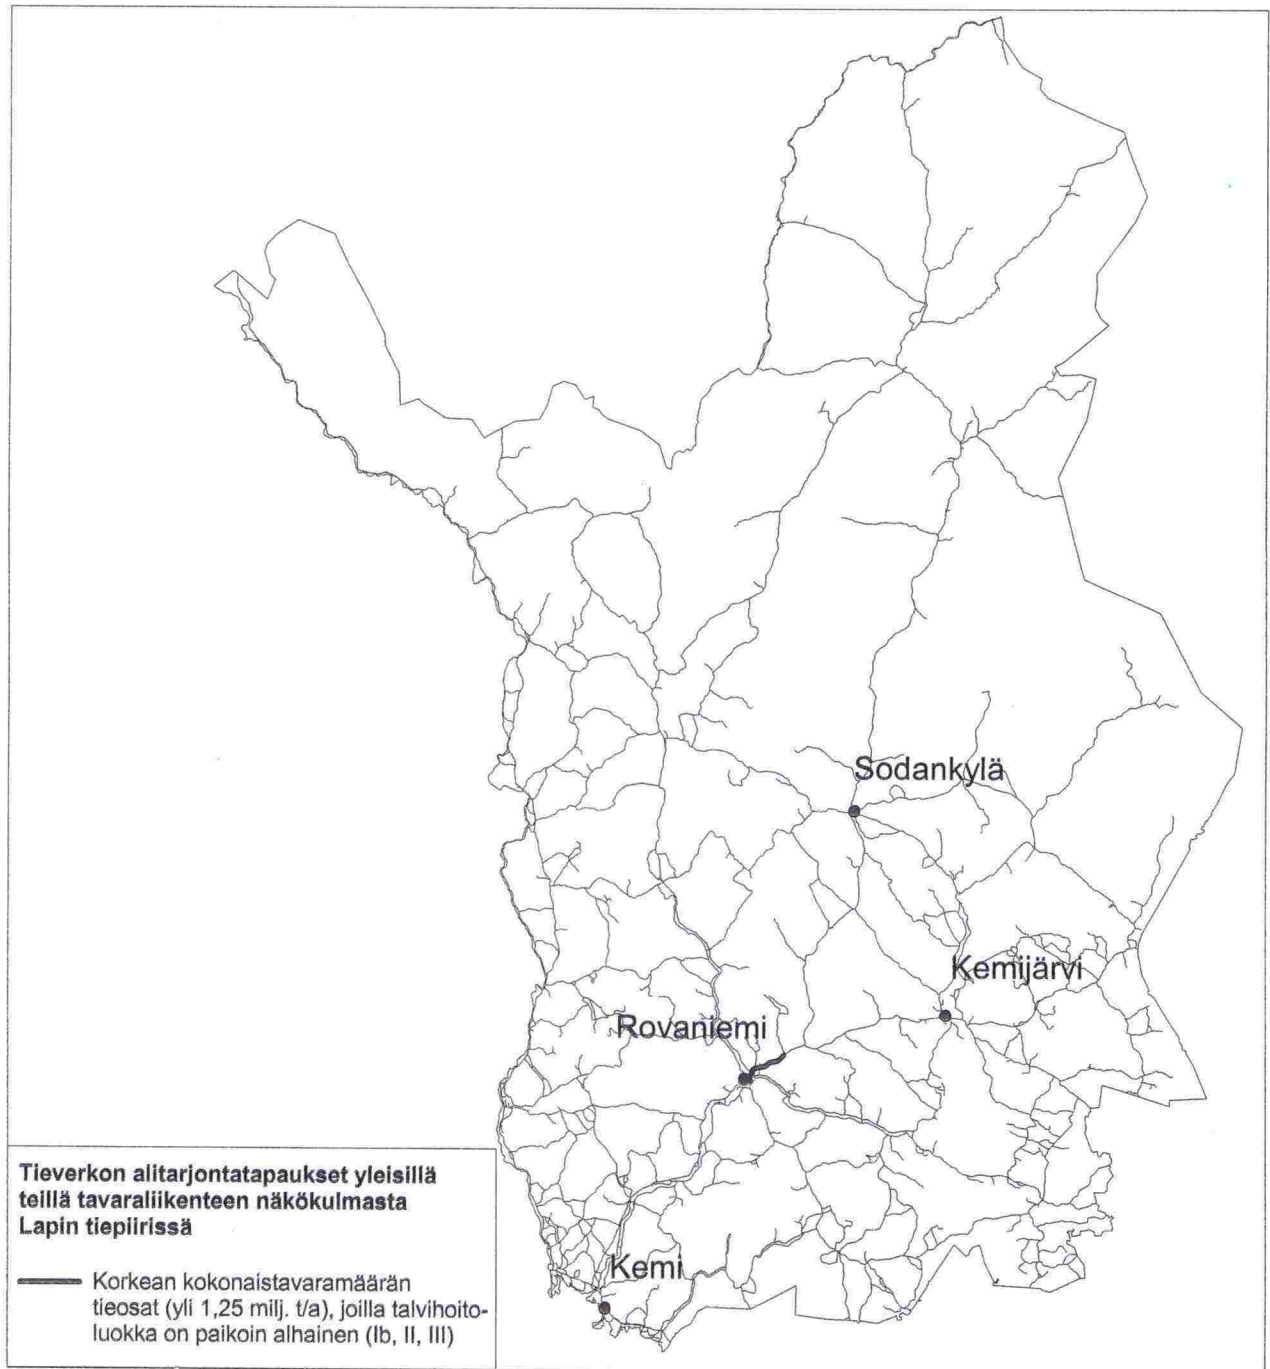 Sodankylä
Kemijärvi
Rovaniemi
Kemi
Tieverkon alitarjontatapaukset yleisillä
teillä tavaraliikenteen näkökulmasta
Lapin tiepiirissä
Korkean kokonaistavaramäärän
tieosat (yli 1,25 milj. t/a), joilla talvihoito-
luokka on paikoin alhainen (Ib, II, III)